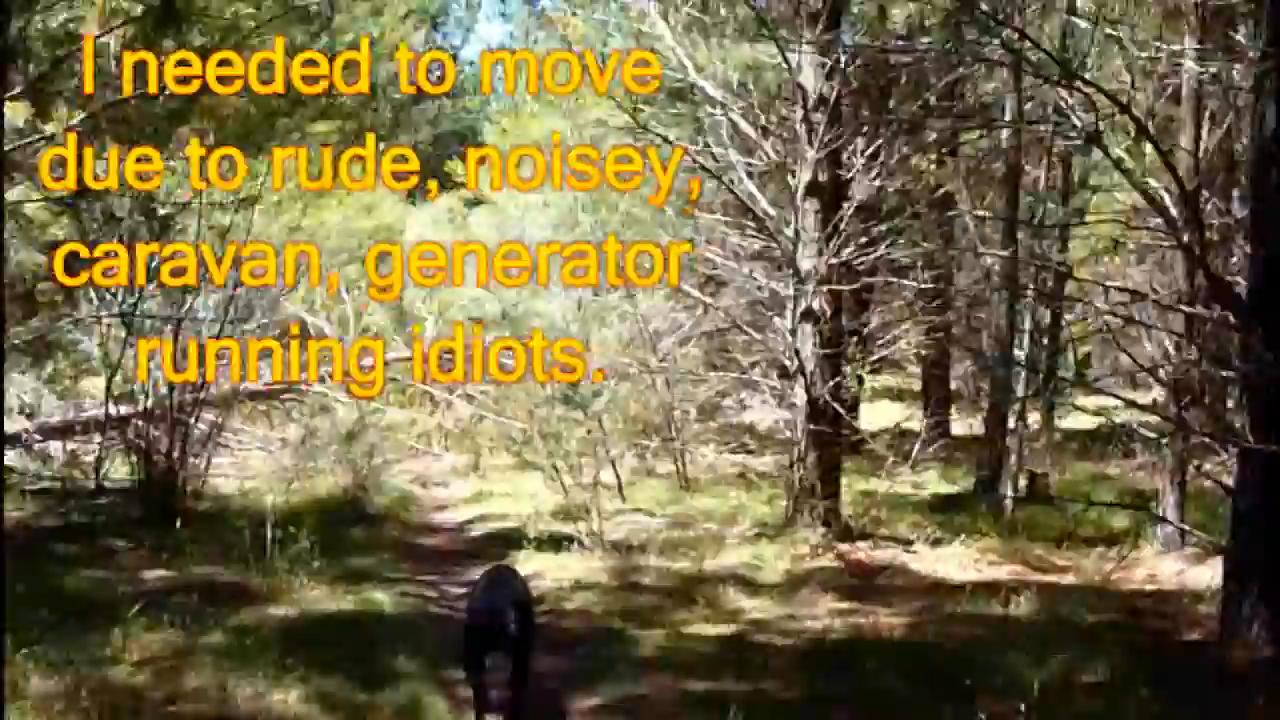 I needed to move
due to rude, noisey,
caravan, generator
running idiots.